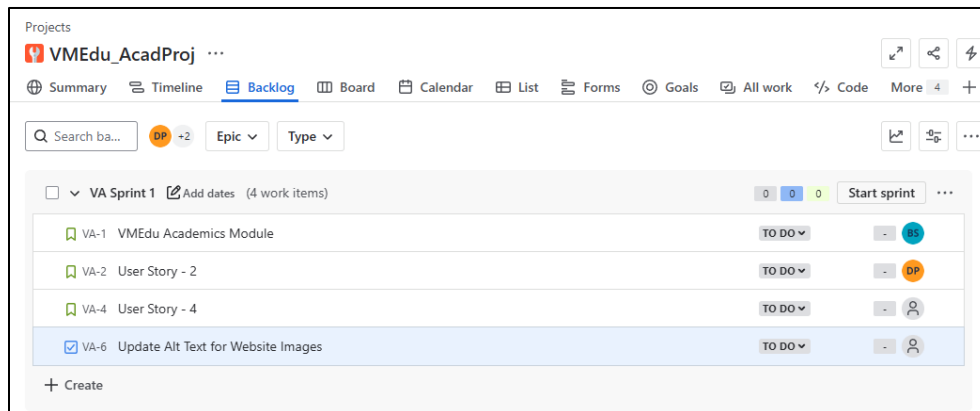 Projects
VMEdu_AcadProj
Summary Timeline Backlog Board Calendar List Forms Goals All work Code More 4
Search ba... DP +2 Epic Type
VA Sprint 1 Add dates (4 work items) 0 0 0 Start sprint
VA-1 VMEdu Academics Module TO DO - BS
VA-2 User Story - 2 TO DO - DP
VA-4 User Story - 4 TO DO -
VA-6 Update Alt Text for Website Images TO DO -
Create